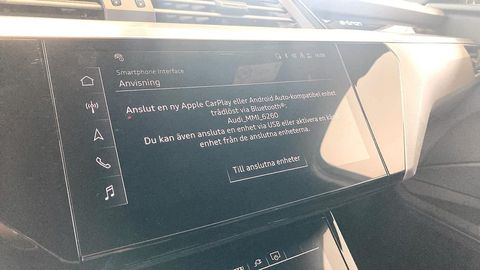 Smartphone Interface
Anvisning
Anslut en ny Apple CarPlay eller Android Auto-kompatibel enhet
trådlöst via Bluetooth®:
Audi_MMI_6260
Du kan även ansluta en enhet via USB eller aktivera en
enhet från de anslutna enheterna.
Till anslutna enheter